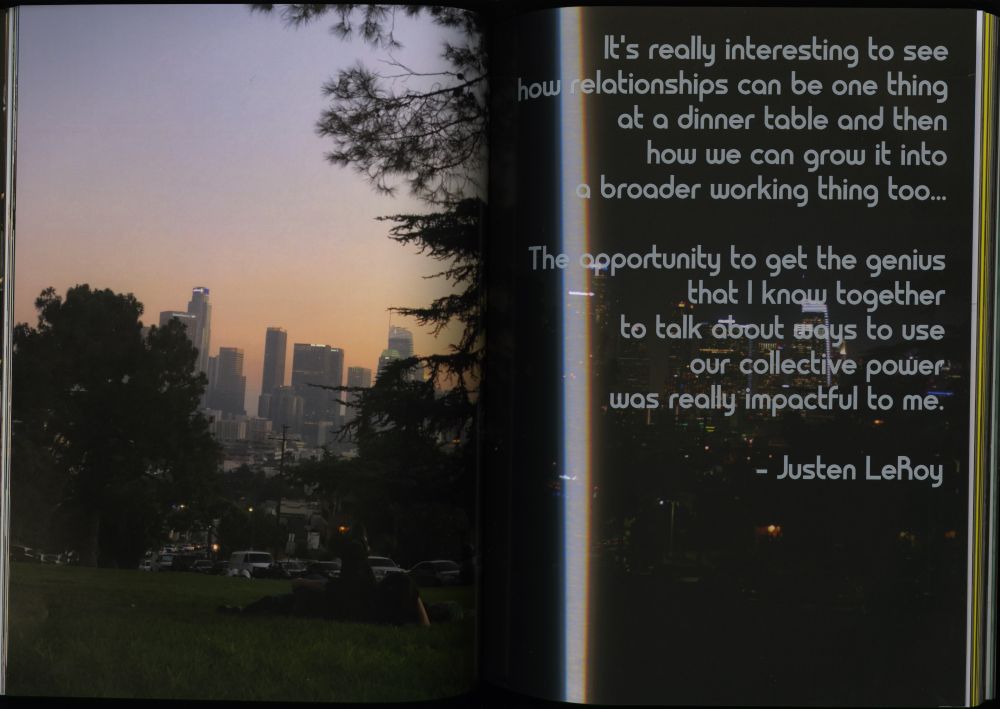 It's really interesting to see
how relationships can be one thing
at a dinner table and then
how we can grow it into
a broader working thing too...
The opportunity to get the genius
that I know together
to talk about ways to use
our collective power
was really impactful to me.
- Justen LeRoy